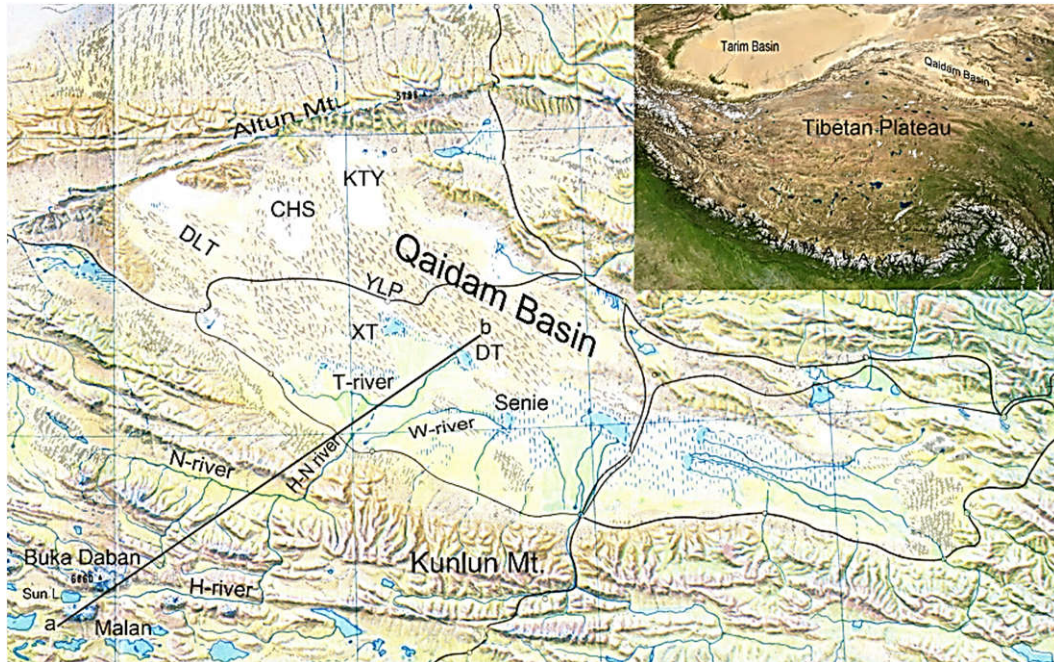 Tarim Basin
Qaidam Basin
Tibetan Plateau
Altun Mt.
KTY
CHS
DLT
YLP
Qaidam Basin
XT
b
DT
T-river
Senie
W-river
N-river
H-N river
Buka Daban
Kunlun Mt.
Sun L
H-river
a
Malan